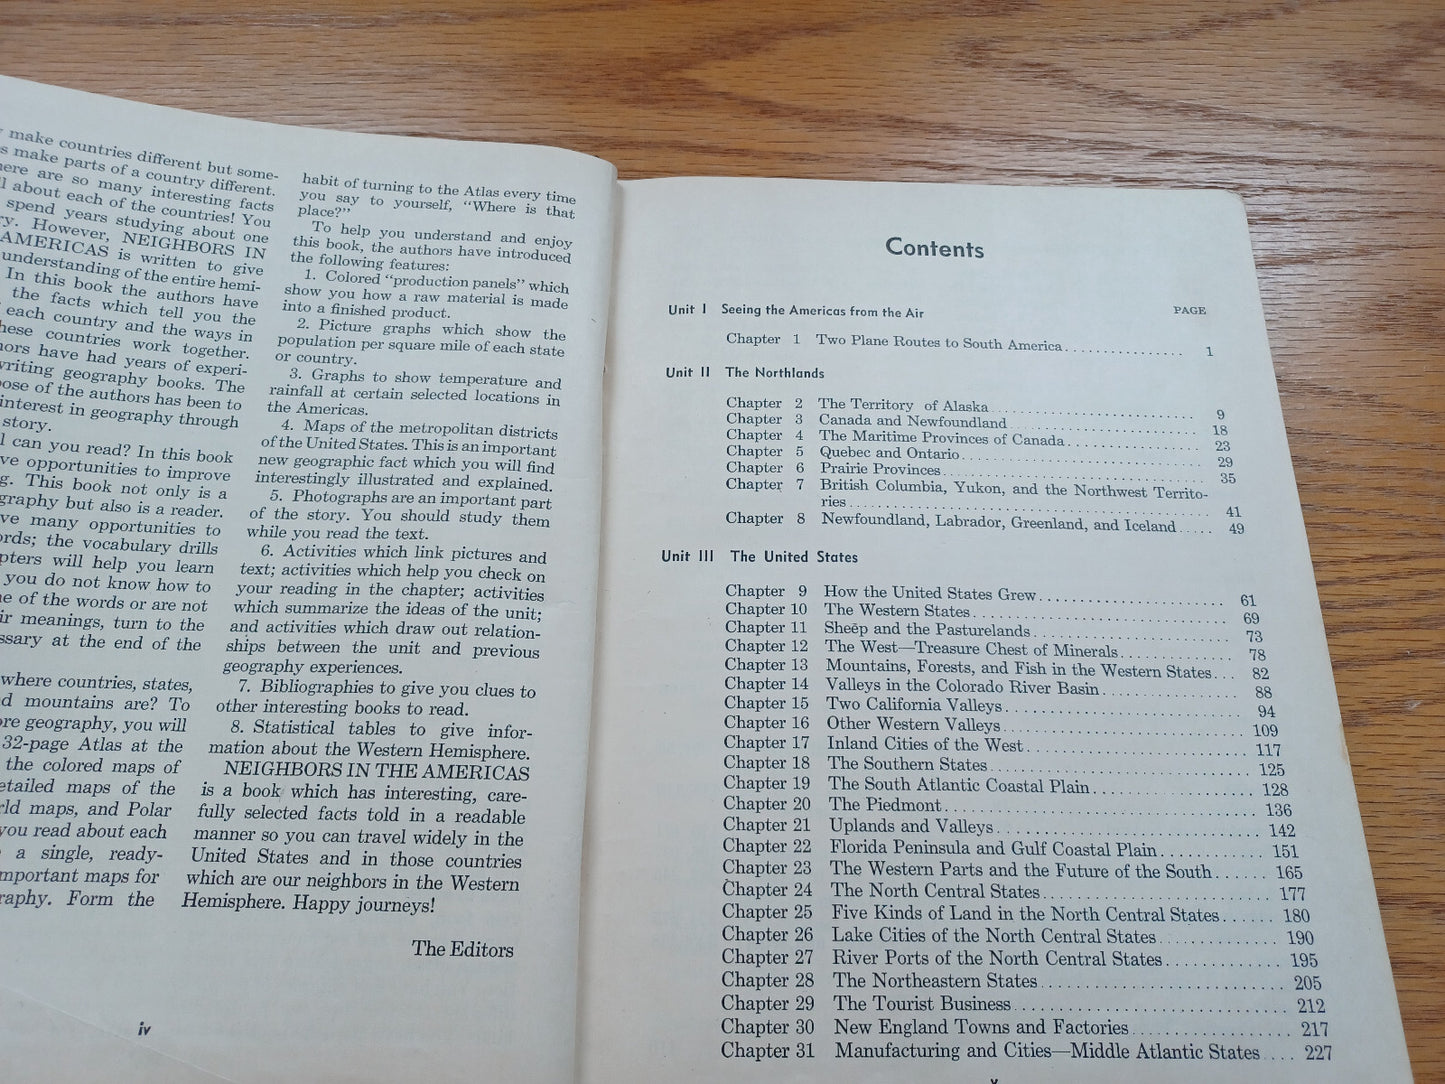 make countries different but some-
make parts of a country different.
are so many interesting facts
about each of the countries! You
spend years studying about one
However, NEIGHBORS IN
AMERICAS is written to give
understanding of the entire hemi-
In this book the authors have
the facts which tell you the
each country and the ways in
countries work together.
have had years of experi-
writing geography books. The
of the authors has been to
interest in geography through
story.
can you read? In this book
opportunities to improve
This book not only is a
but also is a reader.
many opportunities to
the vocabulary drills
will help you learn
you do not know how to
of the words or are not
meanings, turn to the
at the end of the
where countries, states,
mountains are? To
geography, you will
32-page Atlas at the
the colored maps of
maps of the
maps, and Polar
you read about each
a single, ready-
important maps for
Form the
habit of turning to the Atlas every time
you say to yourself, "Where is that
place?"
To help you understand and enjoy
this book, the authors have introduced
the following features:
1. Colored "production panels" which
show you how a raw material is made
into a finished product.
2. Picture graphs which show the
population per square mile of each state
or country.
3. Graphs to show temperature and
rainfall at certain selected locations in
the Americas.
4. Maps of the metropolitan districts
of the United States. This is an important
new geographic fact which you will find
interestingly illustrated and explained.
5. Photographs are an important part
of the story. You should study them
while you read the text.
6. Activities which link pictures and
text; activities which help you check on
your reading in the chapter; activities
which summarize the ideas of the unit;
and activities which draw out relation-
ships between the unit and previous
geography experiences.
7. Bibliographies to give you clues to
other interesting books to read.
8. Statistical tables to give infor-
mation about the Western Hemisphere.
NEIGHBORS IN THE AMERICAS
is a book which has interesting, care-
fully selected facts told in a readable
manner so you can travel widely in the
United States and in those countries
which are our neighbors in the Western
Hemisphere. Happy journeys!
The Editors
iv
Contents
Unit I Seeing the Americas from the Air PAGE
Chapter 1 Two Plane Routes to South America 1
Unit II The Northlands
Chapter 2 The Territory of Alaska 9
Chapter 3 Canada and Newfoundland 18
Chapter 4 The Maritime Provinces of Canada 23
Chapter 5 Quebec and Ontario 29
Chapter 6 Prairie Provinces 35
Chapter 7 British Columbia, Yukon, and the Northwest Territo-
ries 41
Chapter 8 Newfoundland, Labrador, Greenland, and Iceland 49
Unit III The United States
Chapter 9 How the United States Grew 61
Chapter 10 The Western States 69
Chapter 11 Sheep and the Pasturelands 73
Chapter 12 The West—Treasure Chest of Minerals 78
Chapter 13 Mountains, Forests, and Fish in the Western States 82
Chapter 14 Valleys in the Colorado River Basin 88
Chapter 15 Two California Valleys 94
Chapter 16 Other Western Valleys 109
Chapter 17 Inland Cities of the West 117
Chapter 18 The Southern States 125
Chapter 19 The South Atlantic Coastal Plain 128
Chapter 20 The Piedmont 136
Chapter 21 Uplands and Valleys 142
Chapter 22 Florida Peninsula and Gulf Coastal Plain 151
Chapter 23 The Western Parts and the Future of the South 165
Chapter 24 The North Central States 177
Chapter 25 Five Kinds of Land in the North Central States 180
Chapter 26 Lake Cities of the North Central States 190
Chapter 27 River Ports of the North Central States 195
Chapter 28 The Northeastern States 205
Chapter 29 The Tourist Business 212
Chapter 30 New England Towns and Factories 217
Chapter 31 Manufacturing and Cities—Middle Atlantic States 227